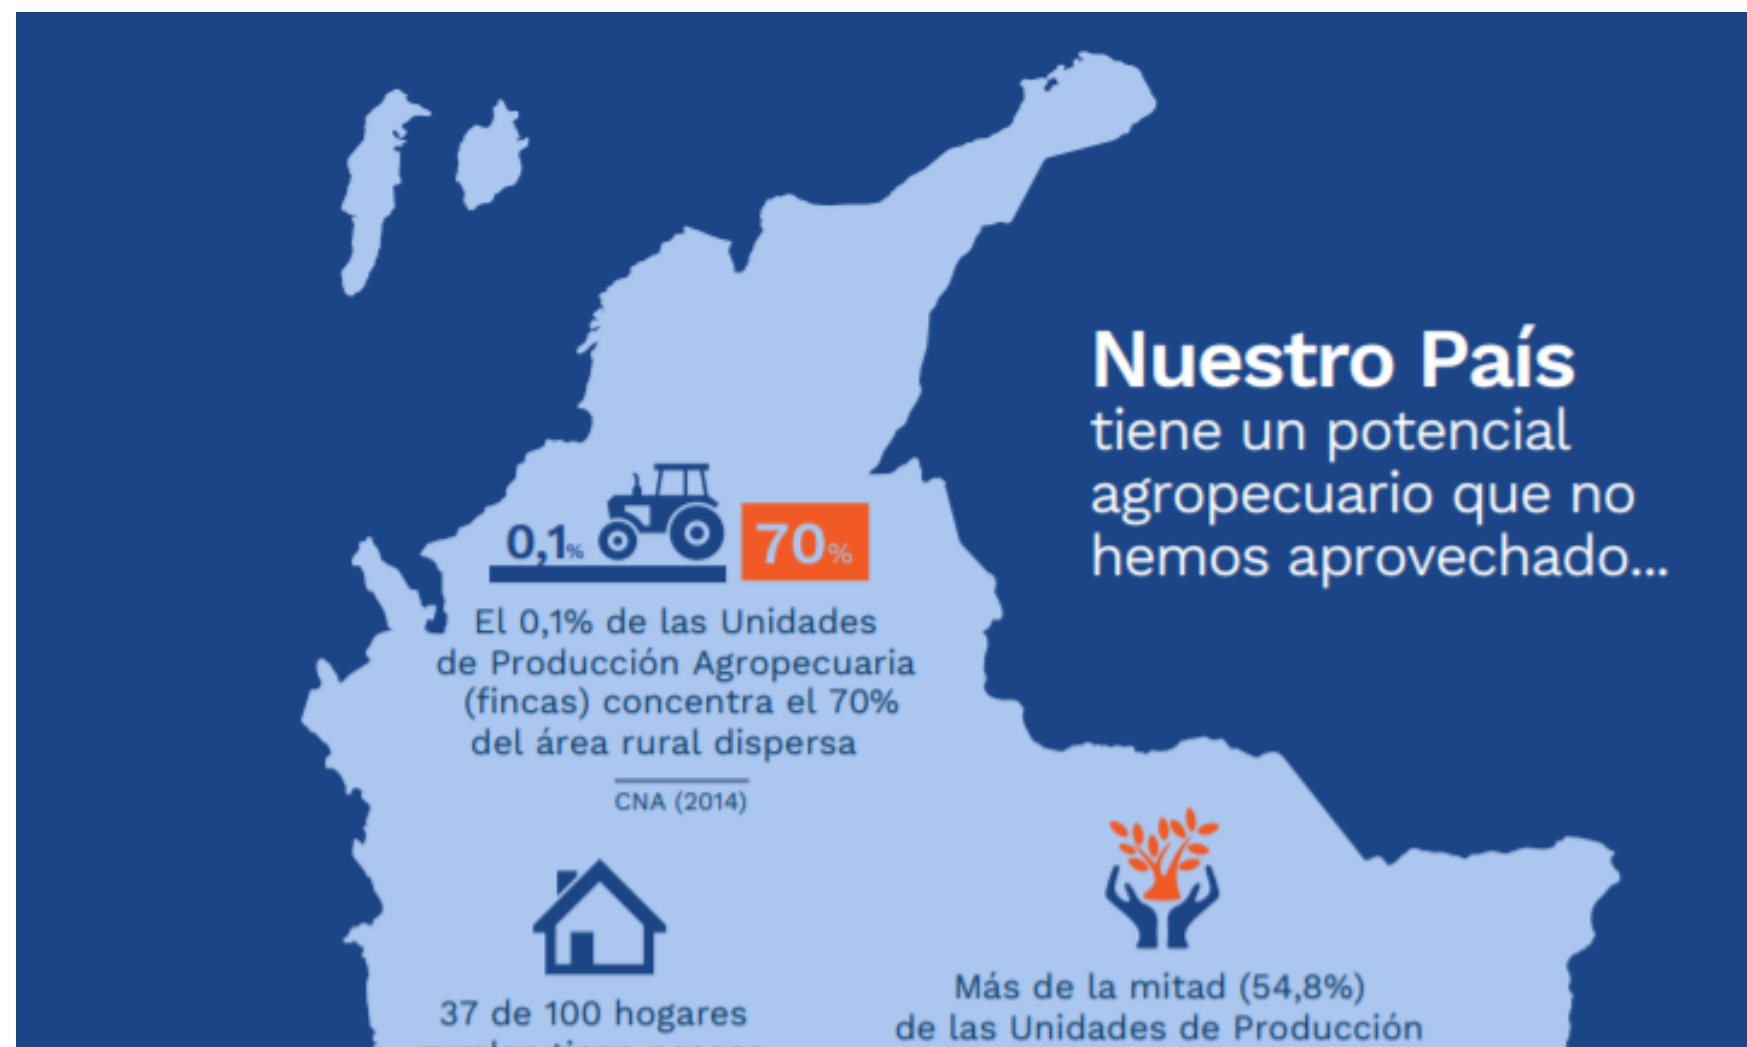 Nuestro País
tiene un potencial
agropecuario que no
hemos aprovechado...
0,1%
70%
El 0,1% de las Unidades
de Producción Agropecuaria
(fincas) concentra el 70%
del área rural dispersa
CNA (2014)
37 de 100 hogares
Más de la mitad (54,8%)
de las Unidades de Producción